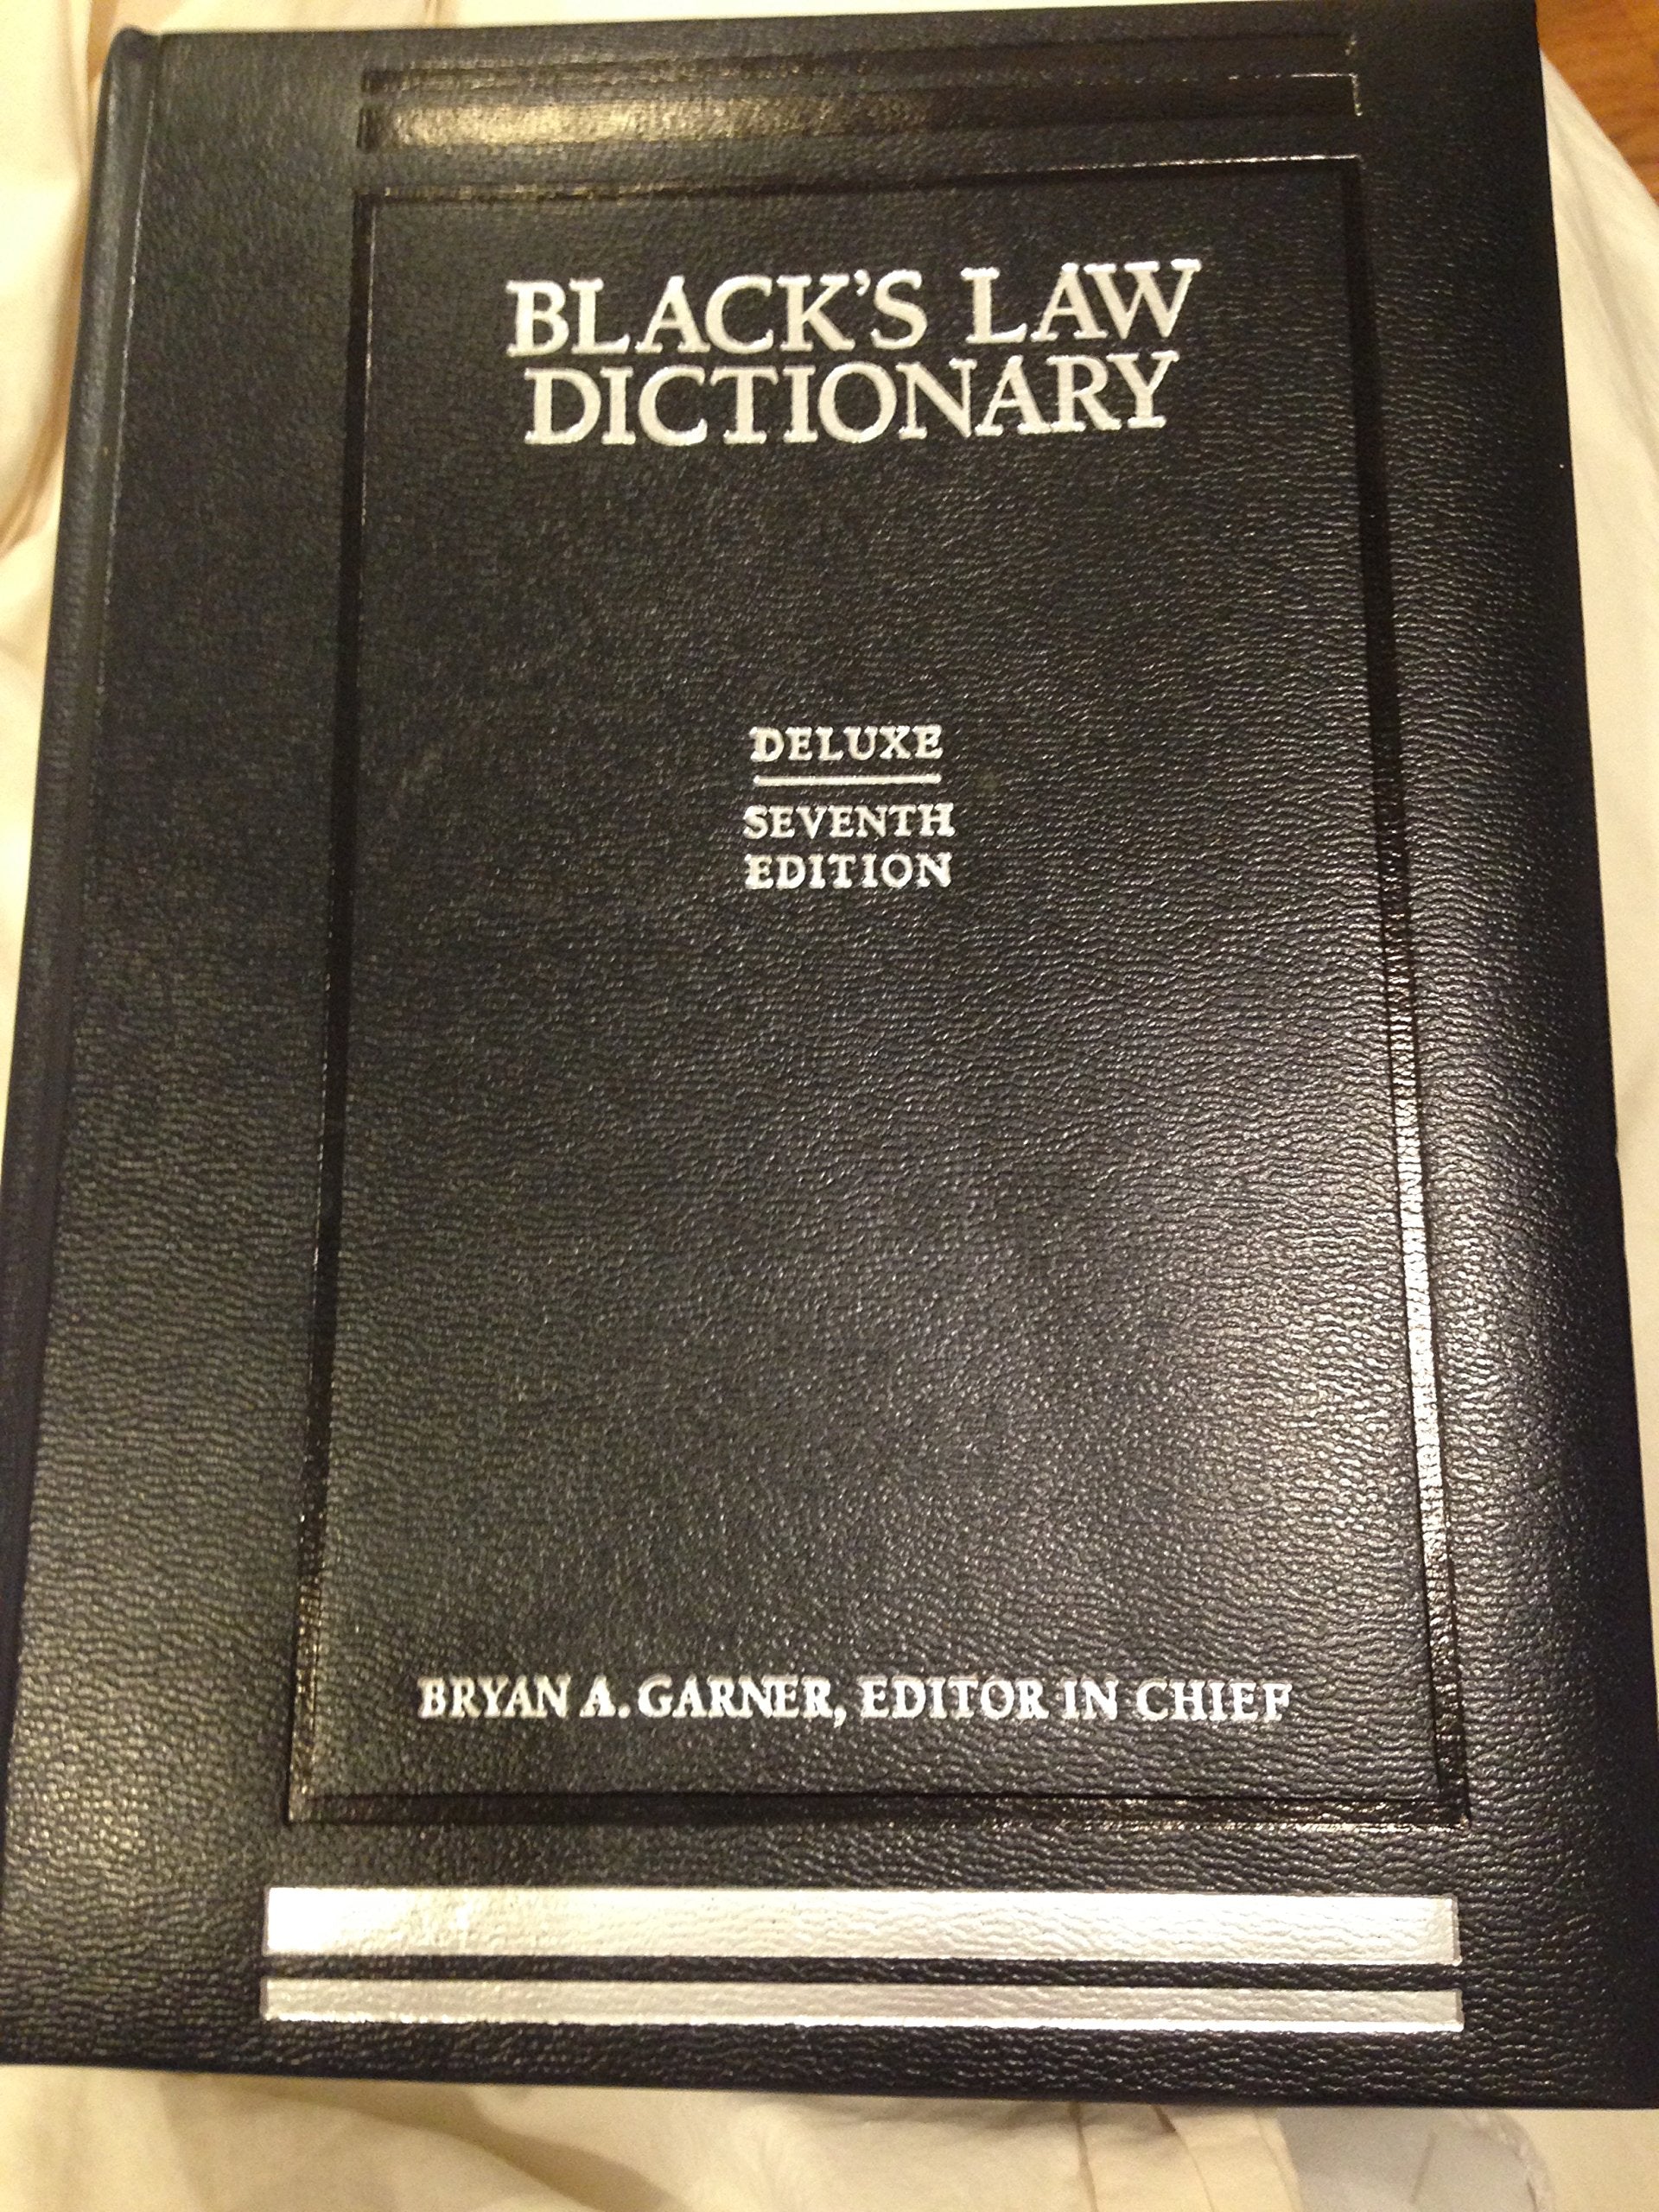 BLACK'S LAW
DICTIONARY
DELUXE
SEVENTH
EDITION
BRYAN A. GARNER, EDITOR IN CHIEF